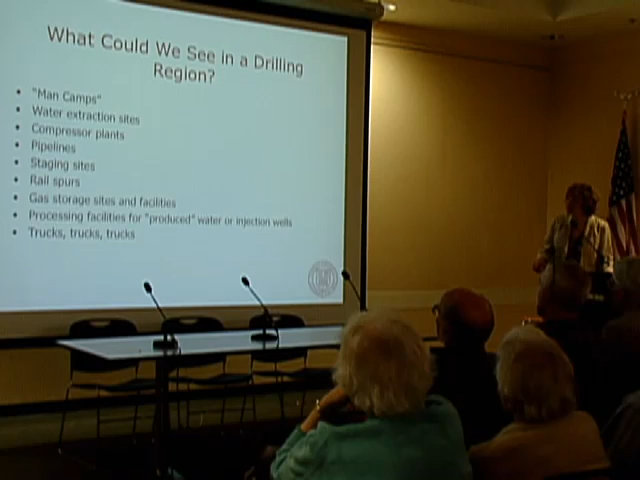 What Could We See in a Drilling
Region?
• "Man Camps"
• Water extraction sites
• Compressor plants
• Pipelines
• Staging sites
• Rail spurs
• Gas storage sites and facilities
• Processing facilities for "produced" water or injection wells
• Trucks, trucks, trucks